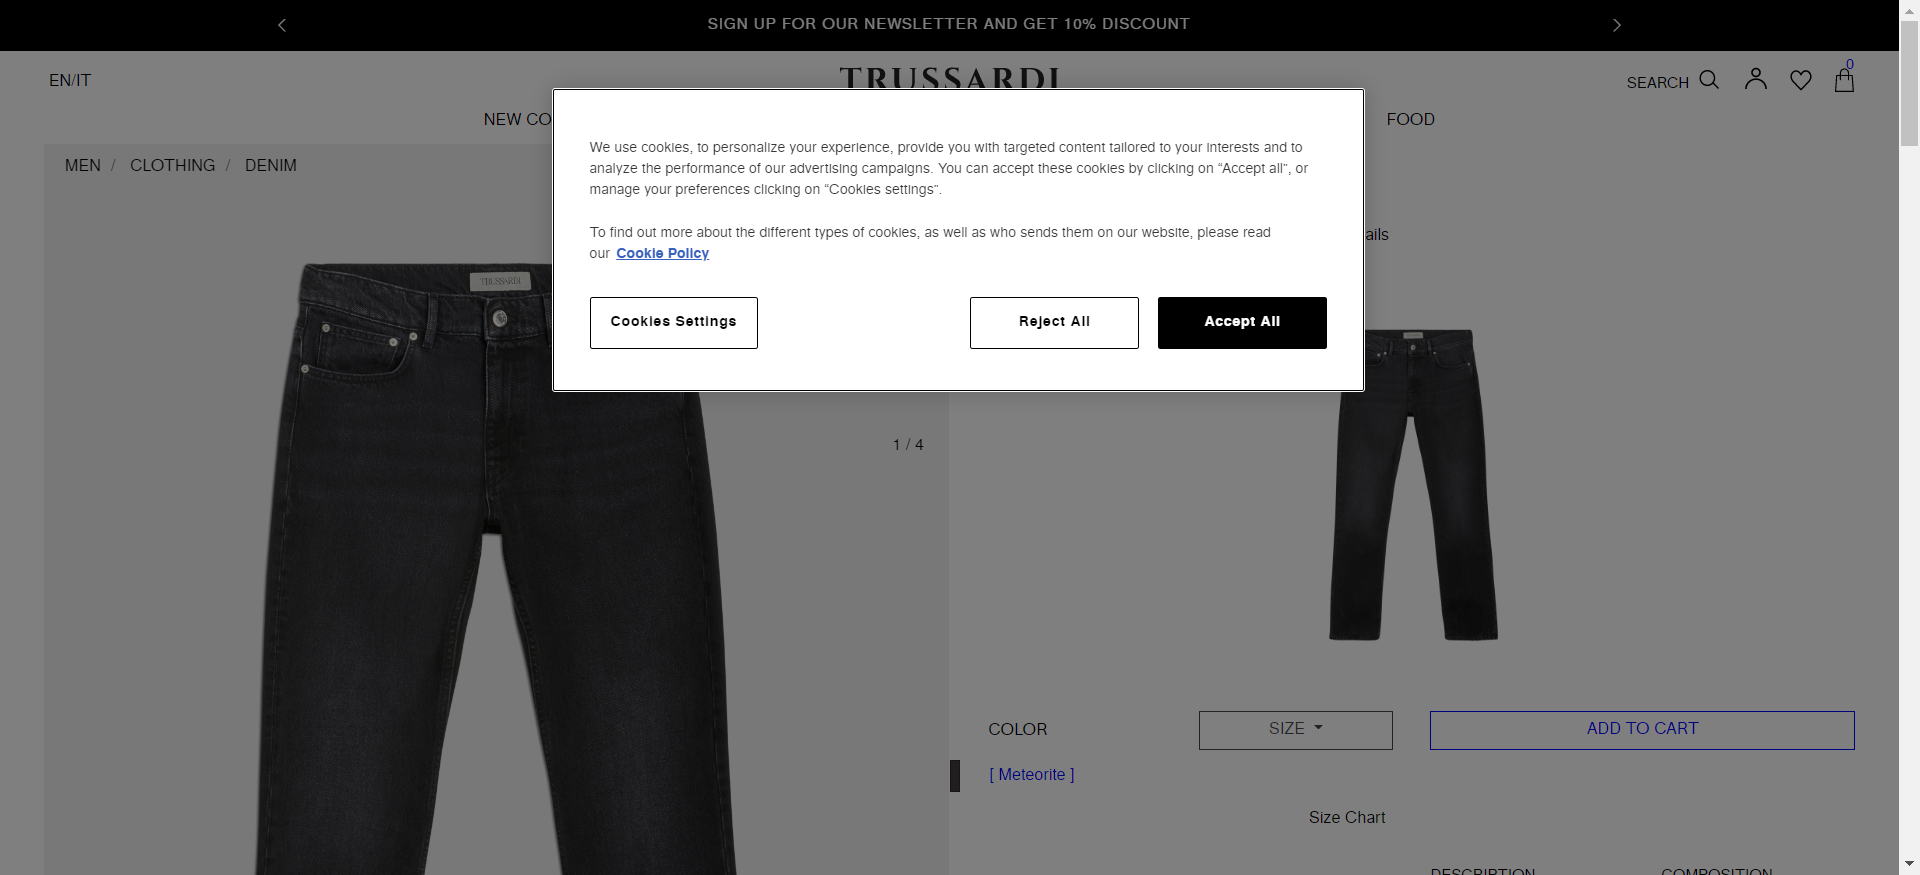 SIGN UP FOR OUR NEWSLETTER AND GET 10% DISCOUNT
EN/IT
TRUSSARDI
SEARCH
0
NEW CO
FOOD
MEN / CLOTHING / DENIM
We use cookies, to personalize your experience, provide you with targeted content tailored to your interests and to
analyze the performance of our advertising campaigns. You can accept these cookies by clicking on “Accept all”, or
manage your preferences clicking on “Cookies settings”.
To find out more about the different types of cookies, as well as who sends them on our website, please read
our Cookie Policy
ails
TRUSSARDI
Cookies Settings
Reject All
Accept All
1 / 4
COLOR
SIZE
ADD TO CART
[ Meteorite ]
Size Chart
DESCRIPTION
COMPOSITION